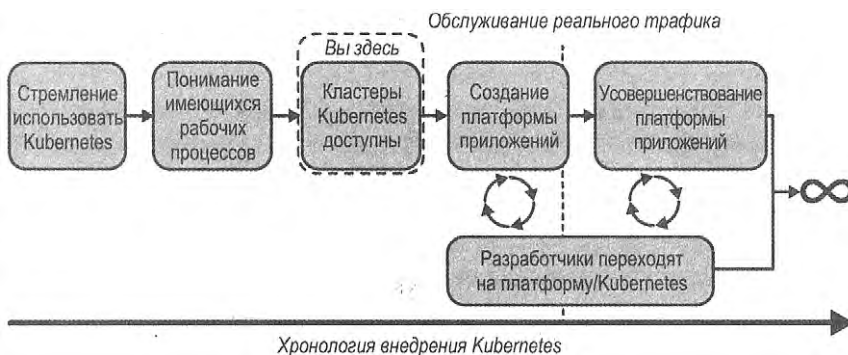 Обслуживание реального трафика
Вы здесь
Стремление
использовать
Kubernetes
Понимание
имеющихся
рабочих
процессов
Кластеры
Kubernetes
доступны
Создание
платформы
приложений
Усовершенствование
платформы
приложений
Разработчики переходят
на платформу/Kubernetes
Хронология внедрения Kubernetes